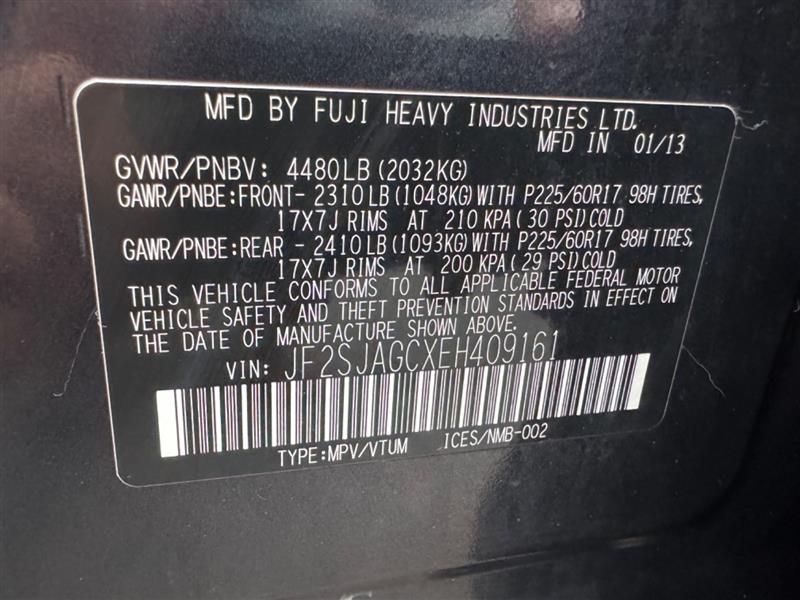 MFD BY FUJI HEAVY INDUSTRIES LTD.
MFD IN 01/13
GVWR/PNBV: 4480LB(2032KG)
GAWR/PNBE:FRONT- 2310LB(1048KG)WITH P225/60R17 98H TIRES,
17X7J RIMS AT 210 KPA(30 PSI)COLD
GAWR/PNBE:REAR - 2410LB(1093KG)WITH P225/60R17 98H TIRES,
17X7J RIMS AT 200 KPA(29 PSI)COLD
THIS VEHICLE CONFORMS TO ALL APPLICABLE FEDERAL MOTOR
VEHICLE SAFETY AND THEFT PREVENTION STANDARDS IN EFFECT ON
THE DATE OF MANUFACTURE SHOWN ABOVE.
VIN: JF2SJAGCXEH409161
TYPE:MPV/VTUM ICES/NMB-002